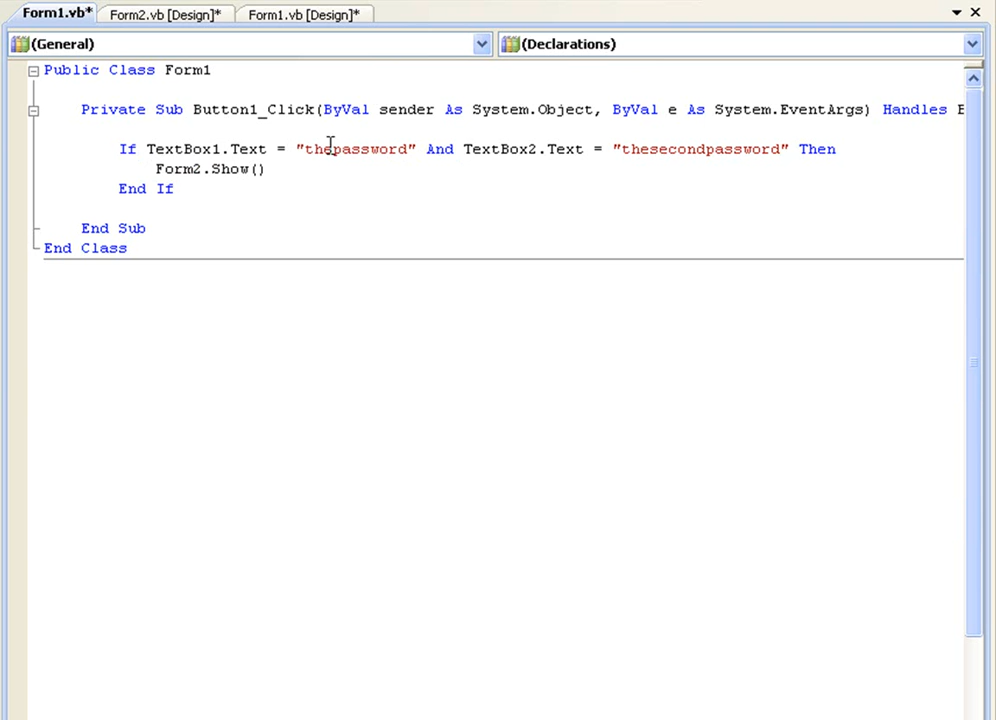 Form1.vb* Form2.vb [Design]* Form1.vb [Design]*
(General) (Declarations)
Public Class Form1
Private Sub Button1_Click(ByVal sender As System.Object, ByVal e As System.EventArgs) Handles
If TextBox1.Text = "thepassword" And TextBox2.Text = "thesecondpassword" Then
Form2.Show()
End If
End Sub
End Class